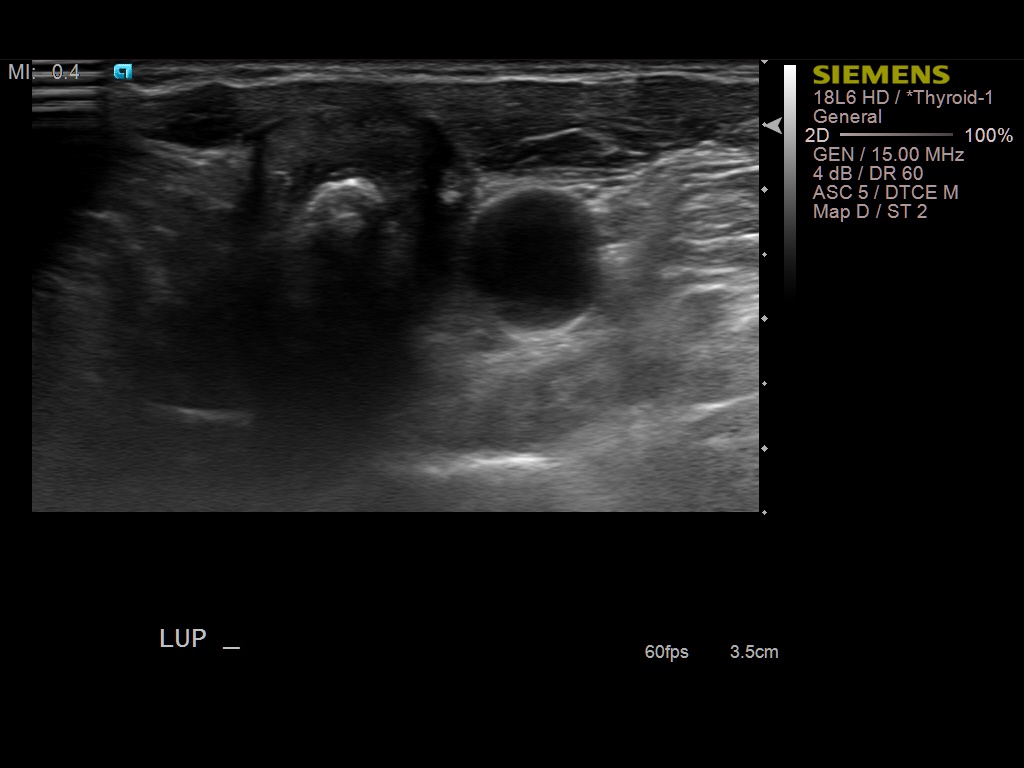 MI: 0.4
SIEMENS
18L6 HD / *Thyroid-1
General
2D 100%
GEN / 15.00 MHz
4 dB / DR 60
ASC 5 / DTCE M
Map D / ST 2
LUP _
60fps 3.5cm